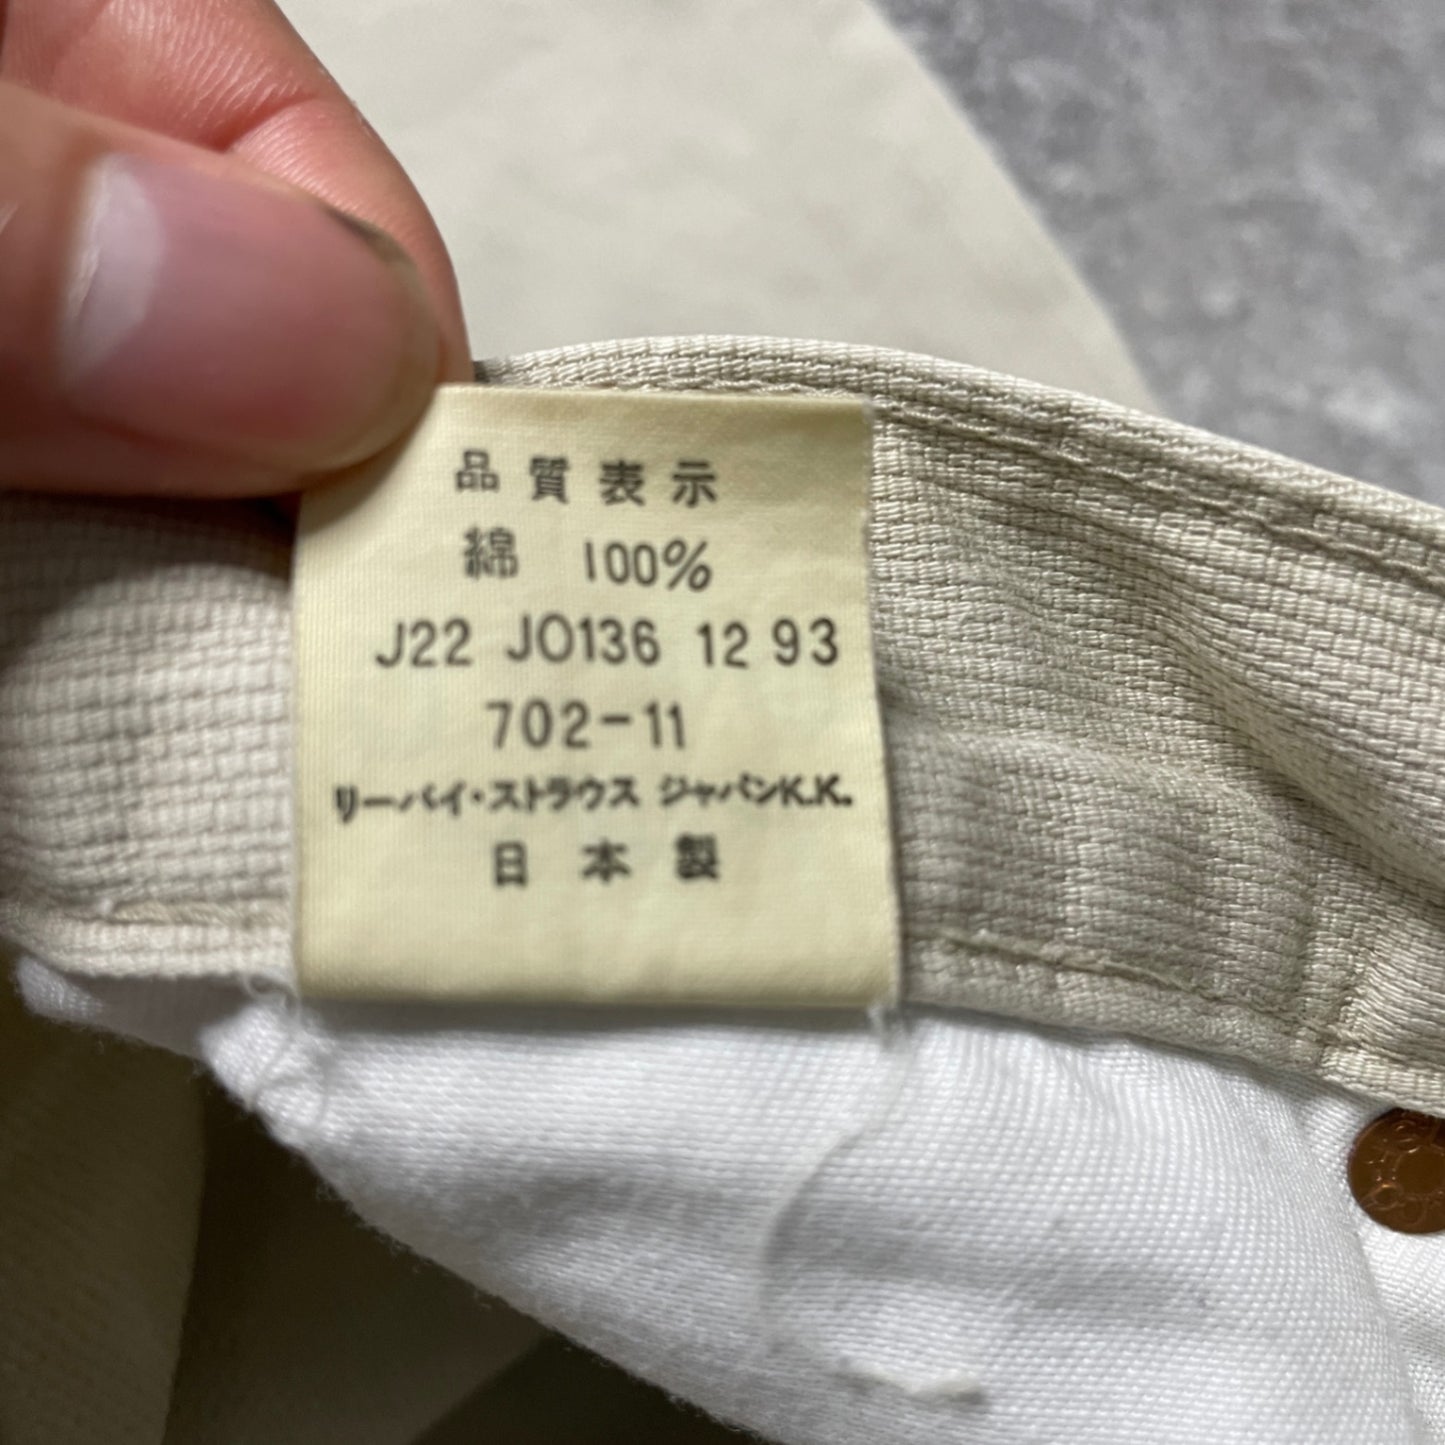 品質表示
綿 100%
J22 JO136 12 93
702-11
リーバイ・ストラウス ジャパンK.K.
日本製